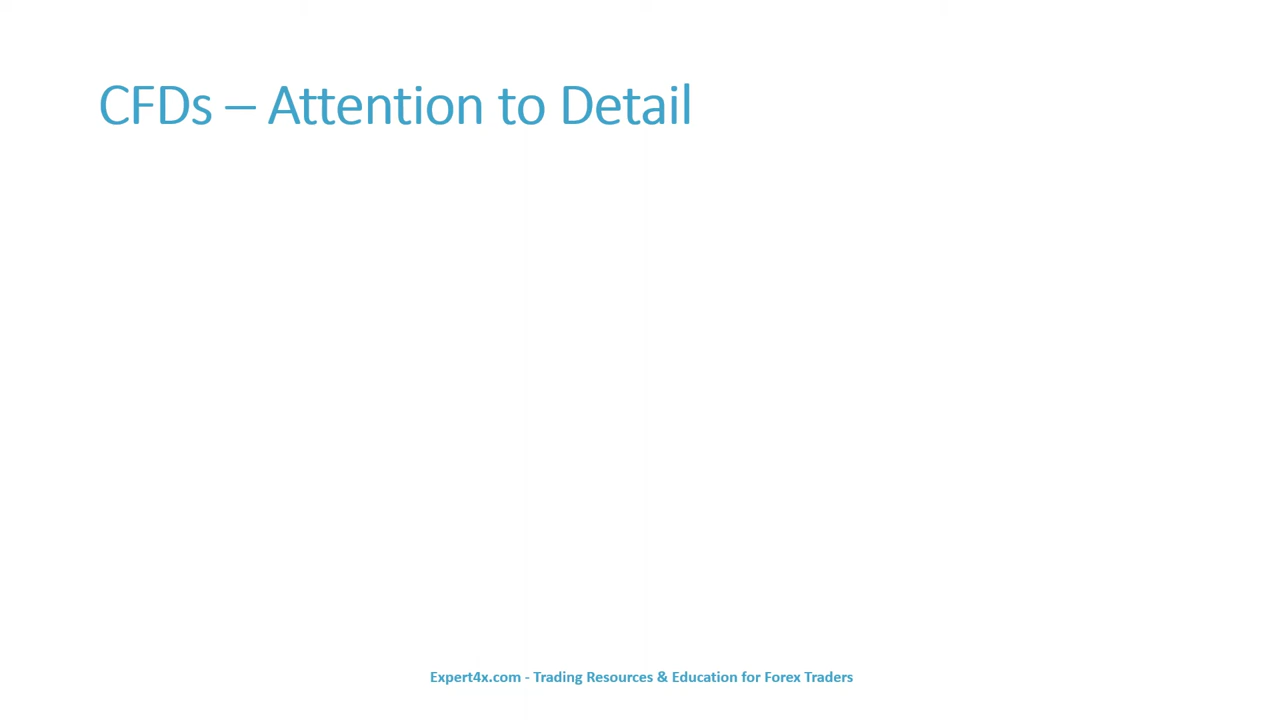 CFDs – Attention to Detail
Expert4x.com - Trading Resources & Education for Forex Traders